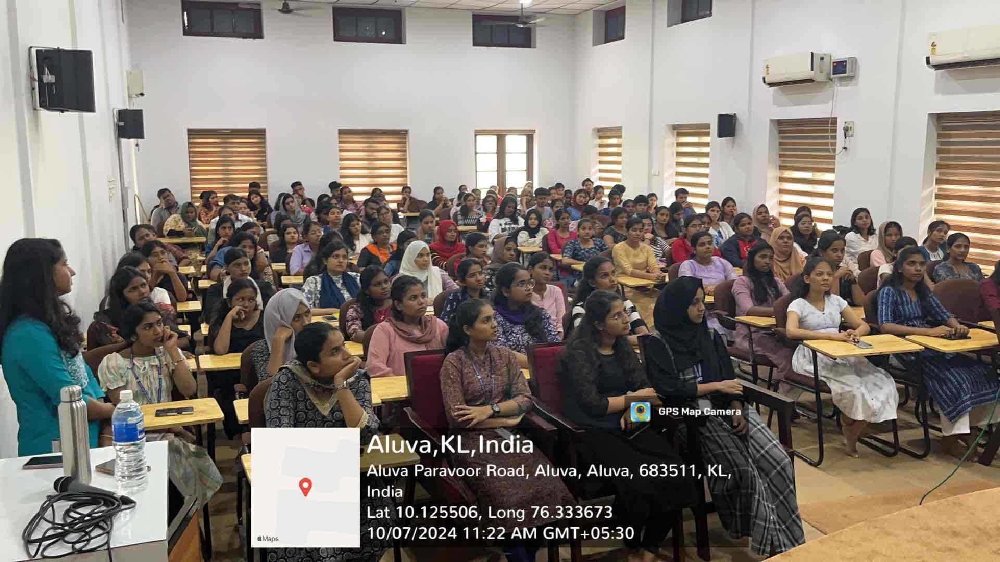 GPS Map Camera
Aluva,KL,India
Aluva Paravoor Road, Aluva, Aluva, 683511, KL,
India
Lat 10.125506, Long 76.333673
10/07/2024 11:22 AM GMT+05:30
Maps